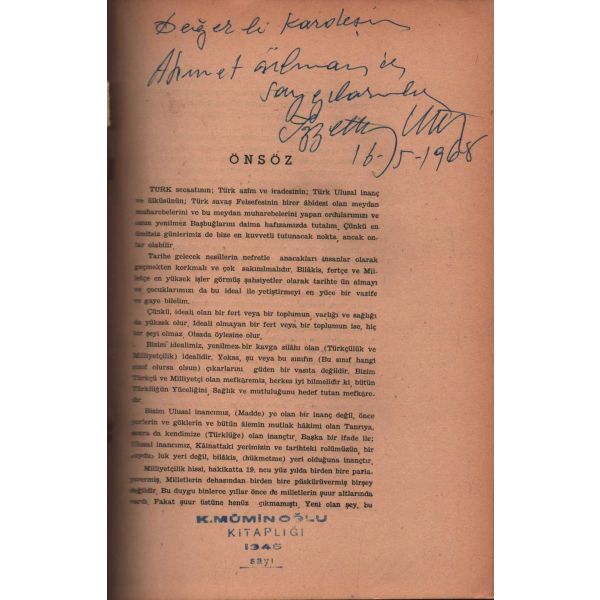 Değerli Kardeşim
Ahmet
saygılarımla
16-5-1968
ÖNSÖZ
TÜRK secaatının; Türk azim ve iradesinin; Türk Ulusal inanç
ve ülküsünün; Türk savaş Felsefesinin birer âbidesi olan meydan
muharebelerini ve bu meydan muharebelerini yapan ordularımızı ve
onun yenilmez Başbuğlarını daima hafızamızda tutalım. Çünkü en
ümitsiz günlerimiz de bize en kuvvetli tutunacak nokta, ancak on-
lar olabilir.
Tarihe gelecek nesillerin nefretle anacakları insanlar olarak
geçmekten korkmalı ve çok sakınılmalıdır. Bilâkis, fertçe ve Mil-
letçe en yüksek işler görmüş şahsiyetler olarak tarihte ün almayı
ve çocuklarımızı da bu ideal ile yetiştirmeyi en yüce bir vazife
ve gaye bilelim.
Çünkü, ideali olan bir fert veya bir toplumun, varlığı ve sağlığı
da yüksek olur. Ideali olmayan bir fert veya bir toplumun ise, hiç
bir şeyi olmaz. Olsada öylesine olur.
Bizim idealimiz, yenilmez bir kavga silâhı olan (Türkçülük ve
Milliyetçilik) idealidir. Yoksa, şu veya bu sınıfın (Bu sınıf hangi
sınıf olursa olsun) çıkarlarını güden bir vasıta değildir. Bizim
Türkçü ve Milliyetçi olan mefkûremiz, herkes iyi bilmelidir ki, bütün
Türklüğün Yüceliğini, Sağlık ve mutluluğunu hedef tutan mefkûre-
dir.
Bizim Ulusal inancımız, (Madde) ye olan bir inanç değil, önce
yerlerin ve göklerin ve bütün âlemin mutlak hâkimi olan Tanrıya,
sonra da kendimize (Türklüğe) olan inançtır. Başka bir ifade ile;
Ulusal inancımız, Kâinattaki yerimizin ve tarihteki rolümüzün, bir
luk yeri değil, bilâkis, (hükmetme) yeri olduğuna inançtır.
Milliyetçilik hissi, hakikatta 19. ncu yüz yılda birden bire parla-
yavermiş, Milletlerin dehasından birden bire püskürüvermiş birşey
değildir. Bu duygu binlerce yıllar önce de milletlerin şuur altlarında
vardı. Fakat şuur üstüne henüz çıkmamıştı. Yeni olan şey, bu
K.MÜMİNOĞLU
KİTAPLIĞI
1946
sayı